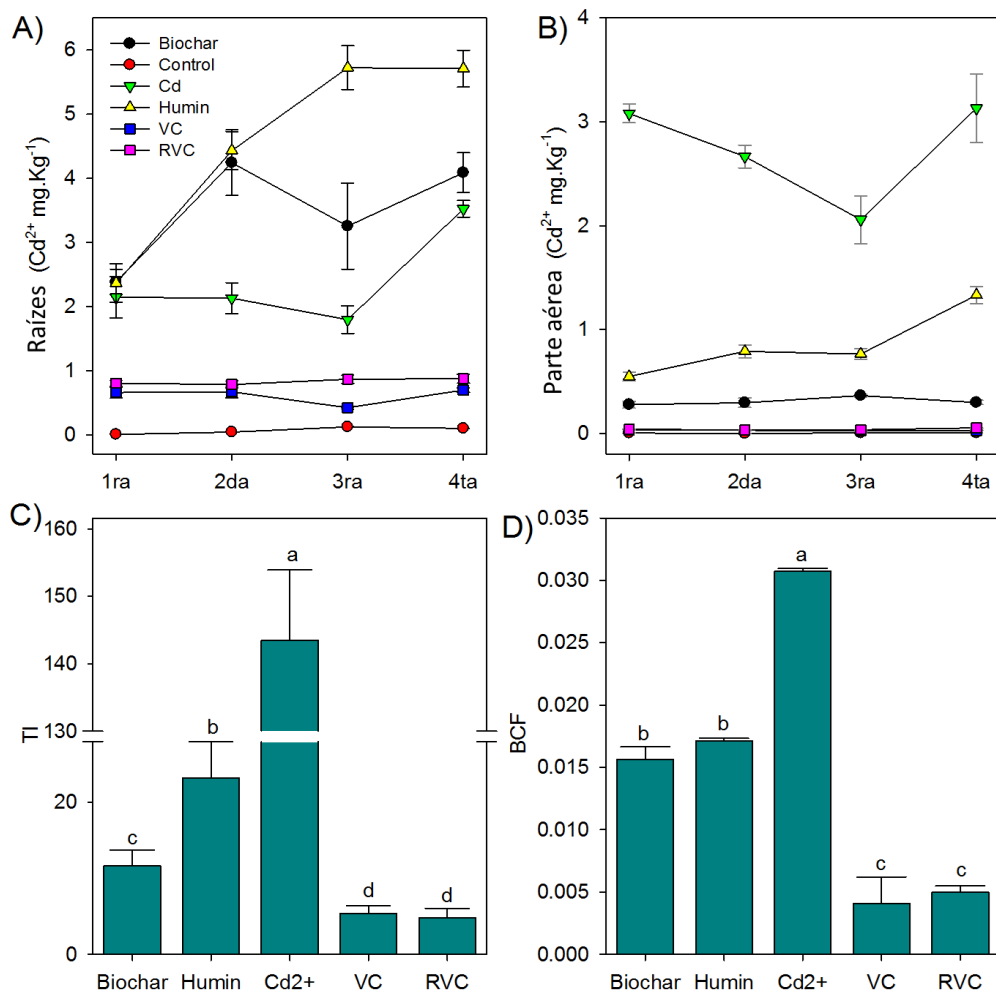 A)
Biochar
Control
Cd
Humin
VC
RVC
Raízes (Cd²⁺ mg.Kg⁻¹)
6
5
4
3
2
1
0
1ra 2da 3ra 4ta
B)
Parte aérea (Cd²⁺ mg.Kg⁻¹)
4
3
2
1
0
1ra 2da 3ra 4ta
C)
TI
160
150
140
130
20
0
a
b
c
d
d
Biochar Humin Cd2+ VC RVC
D)
BCF
0.035
0.030
0.025
0.020
0.015
0.010
0.005
0.000
a
b
b
c
c
Biochar Humin Cd2+ VC RVC